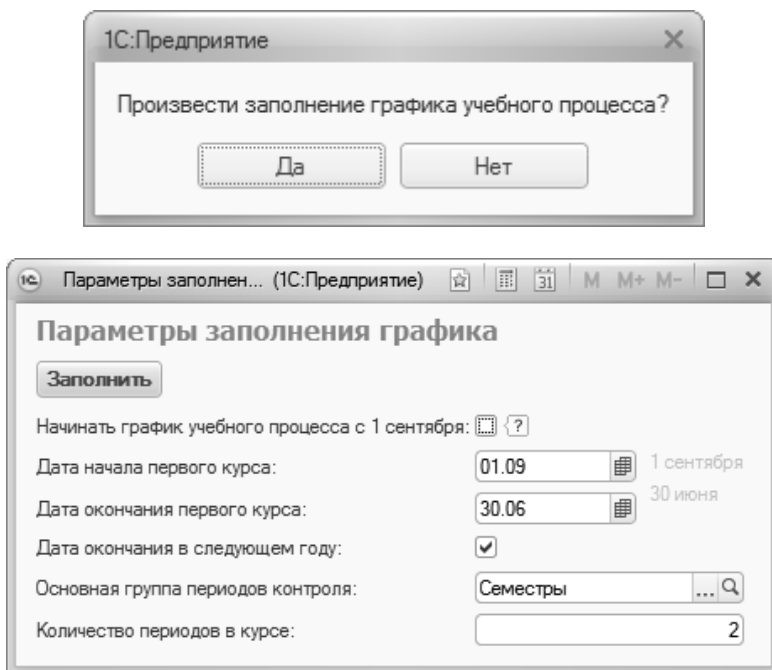 1С:Предприятие
Произвести заполнение графика учебного процесса?
Да Нет
1С Параметры заполнен... (1С:Предприятие) 31 M M+ M-
Параметры заполнения графика
Заполнить
Начинать график учебного процесса с 1 сентября: ?
Дата начала первого курса: 01.09 1 сентября
Дата окончания первого курса: 30.06 30 июня
Дата окончания в следующем году:
Основная группа периодов контроля: Семестры ...
Количество периодов в курсе: 2